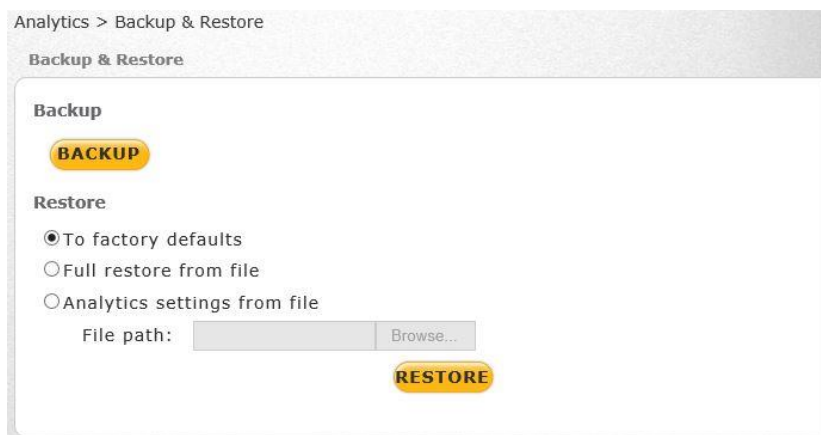 Analytics > Backup & Restore
Backup & Restore
Backup
BACKUP
Restore
To factory defaults
Full restore from file
Analytics settings from file
File path: Browse...
RESTORE